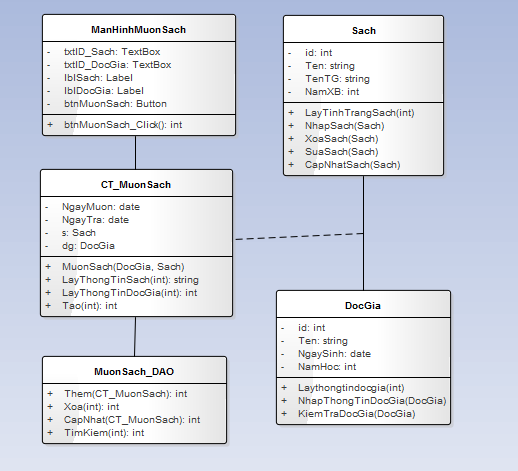 ManHinhMuonSach
- txtID_Sach: TextBox
- txtID_DocGia: TextBox
- lblSach: Label
- lblDocGia: Label
- btnMuonSach: Button
+ btnMuonSach_Click(): int
Sach
- id: int
- Ten: string
- TenTG: string
- NamXB: int
+ LayTinhTrangSach(int)
+ NhapSach(Sach)
+ XoaSach(Sach)
+ SuaSach(Sach)
+ CapNhatSach(Sach)
CT_MuonSach
- NgayMuon: date
- NgayTra: date
- s: Sach
- dg: DocGia
+ MuonSach(DocGia, Sach)
+ LayThongTinSach(int): string
+ LayThongTinDocGia(int): int
+ Tao(int): int
DocGia
- id: int
- Ten: string
- NgaySinh: date
- NamHoc: int
+ Laythongtindocgia(int)
+ NhapThongTinDocGia(DocGia)
+ KiemTraDocGia(DocGia)
MuonSach_DAO
+ Them(CT_MuonSach): int
+ Xoa(int): int
+ CapNhat(CT_MuonSach): int
+ TimKiem(int): int